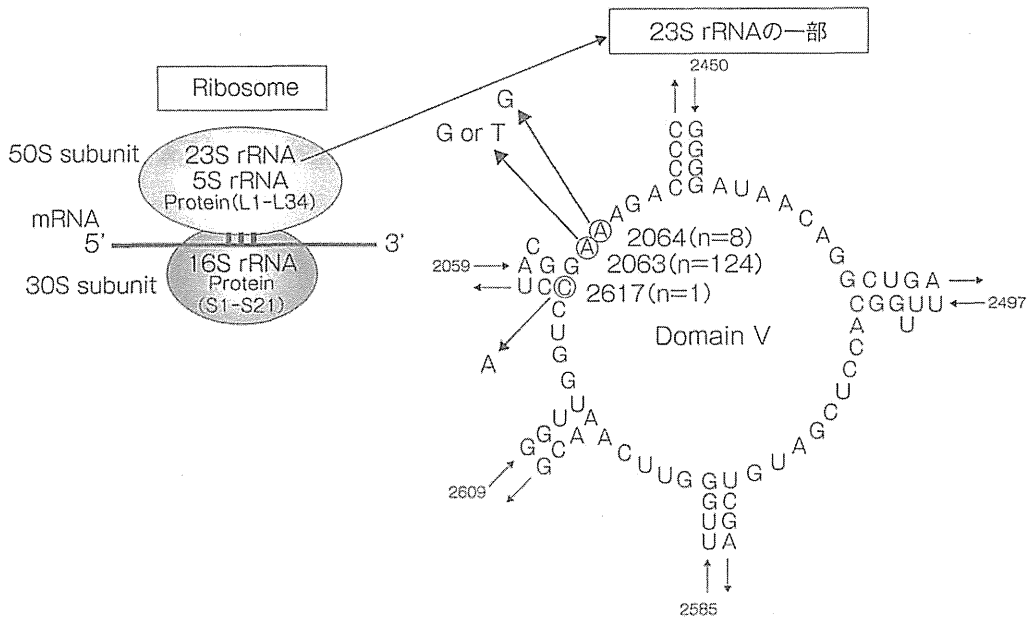 23S rRNAの一部
2450
Ribosome
50S subunit
23S rRNA
5S rRNA
Protein(L1-L34)
mRNA
5'
3'
30S subunit
16S rRNA
Protein
(S1-S21)
G
G or T
A
2064(n=8)
2063(n=124)
2617(n=1)
2059
Domain V
2497
2609
2585
C G
C G
C G
C G
A G A C
G A U A A C A G
G C U G A
C G G U U
U
A C C U C G A U G
U C G A
G G U U
G U U C A A
A C G
U G G
C U G G U
C G G
A
U C C
A A